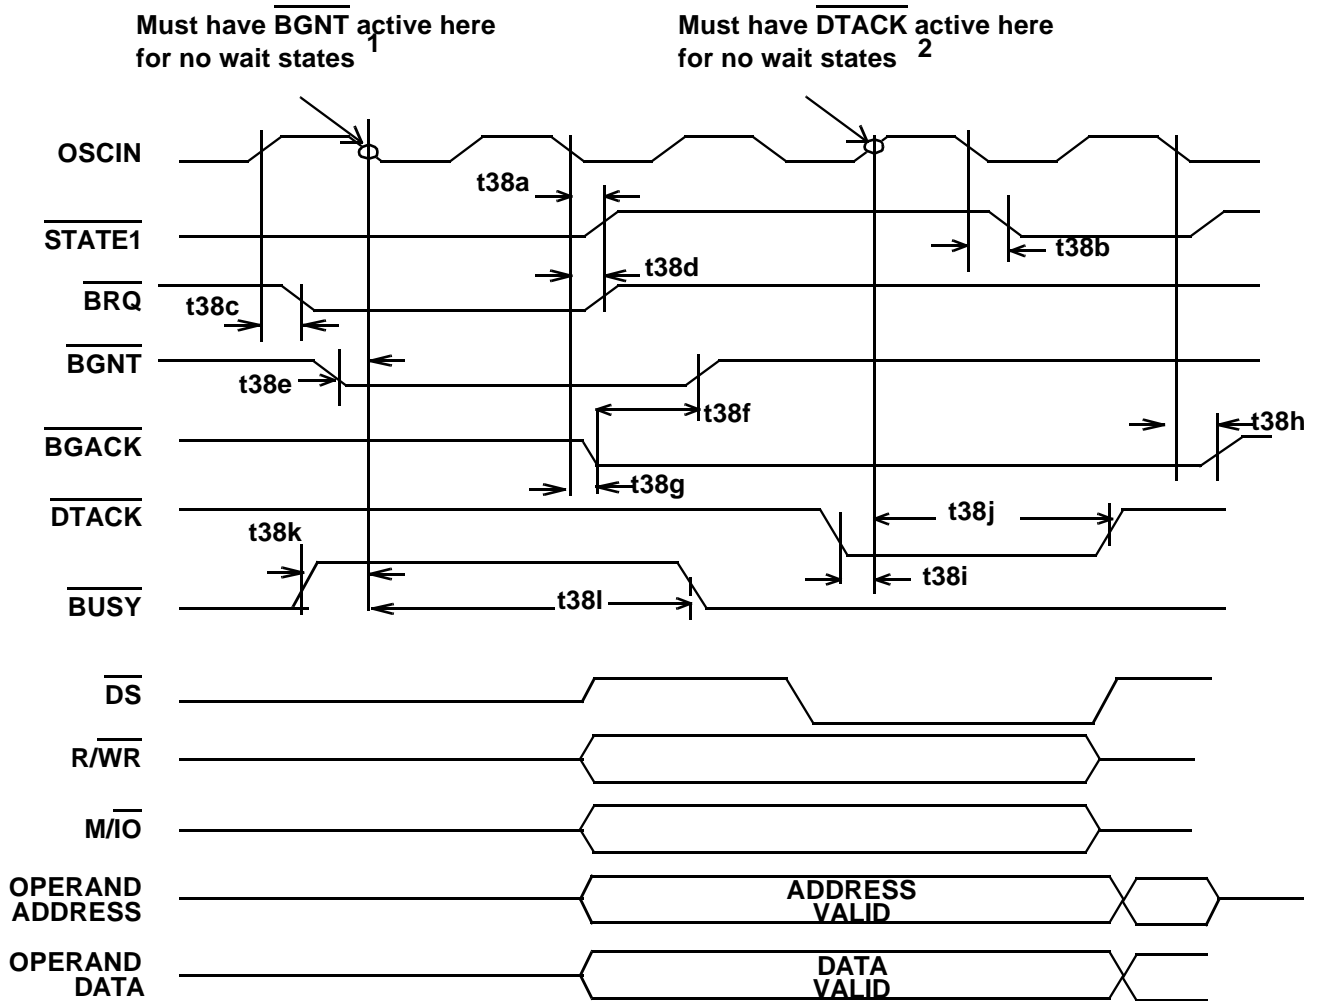 Must have BGNT active here
for no wait states 1
Must have DTACK active here
for no wait states 2
OSCIN
t38a
STATE1
t38b
t38d
BRQ
t38c
BGNT
t38e
t38f
BGACK
t38h
t38g
DTACK
t38j
t38k
t38i
BUSY
t38l
DS
R/WR
M/IO
OPERAND
ADDRESS
ADDRESS
VALID
OPERAND
DATA
DATA
VALID